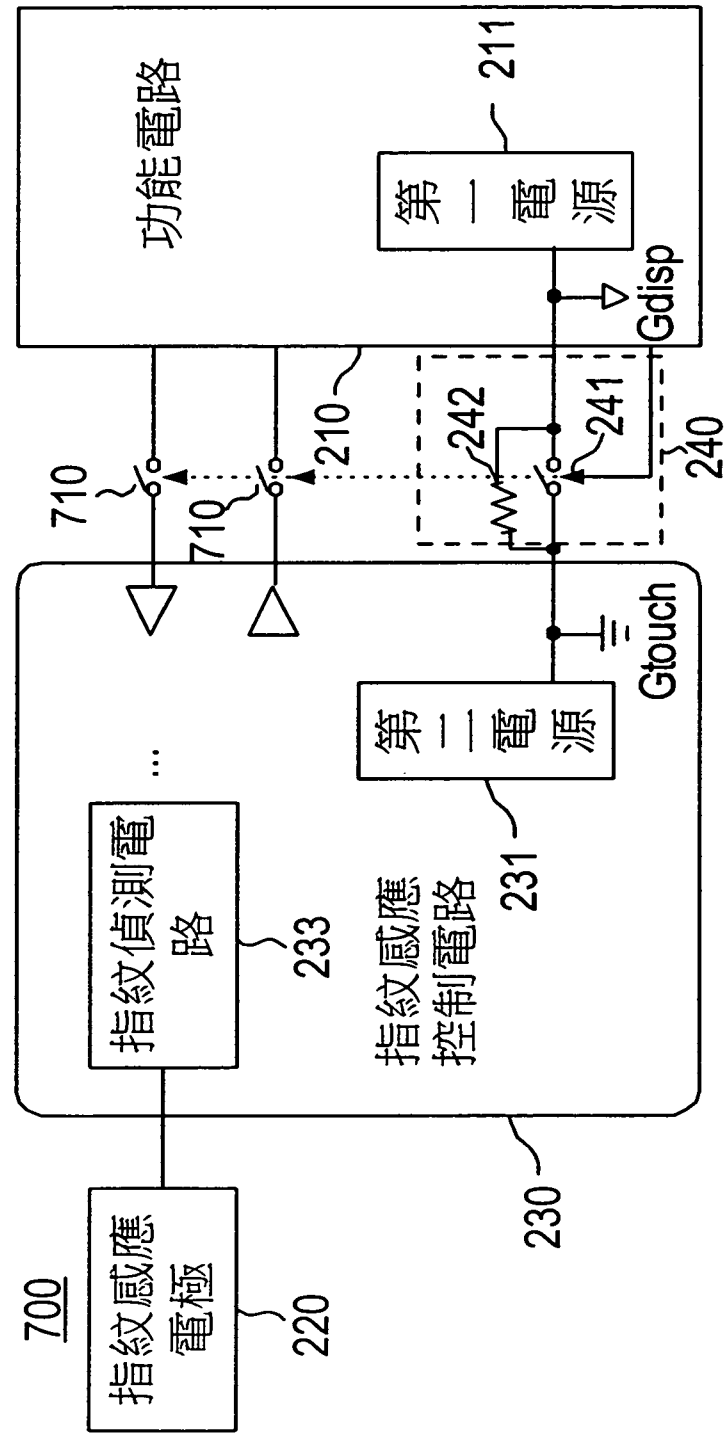 700
指紋感應
電極
220
指紋偵測電
路
233
...
指紋感應
控制電路
230
第二電源
231
Gtouch
710
710
210
242
241
240
功能電路
210
第一電源
211
Gdisp